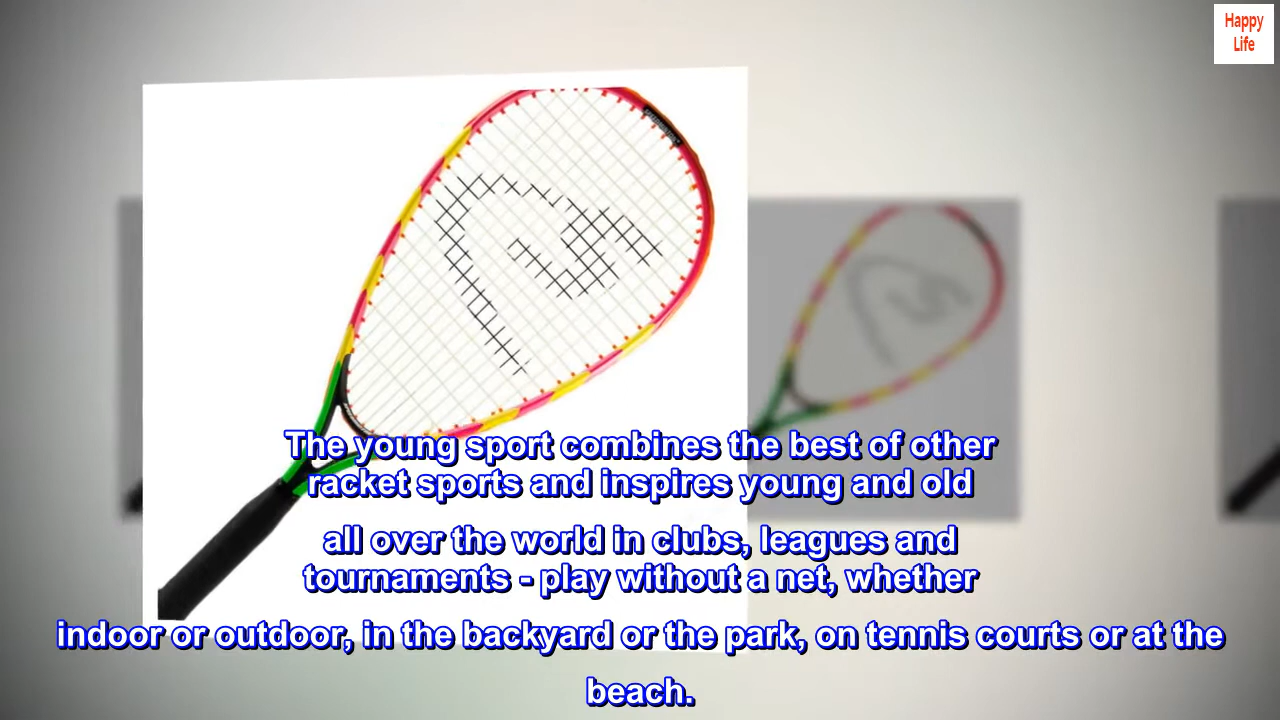 Happy
Life
The young sport combines the best of other
racket sports and inspires young and old
all over the world in clubs, leagues and
tournaments - play without a net, whether
indoor or outdoor, in the backyard or the park, on tennis courts or at the
beach.